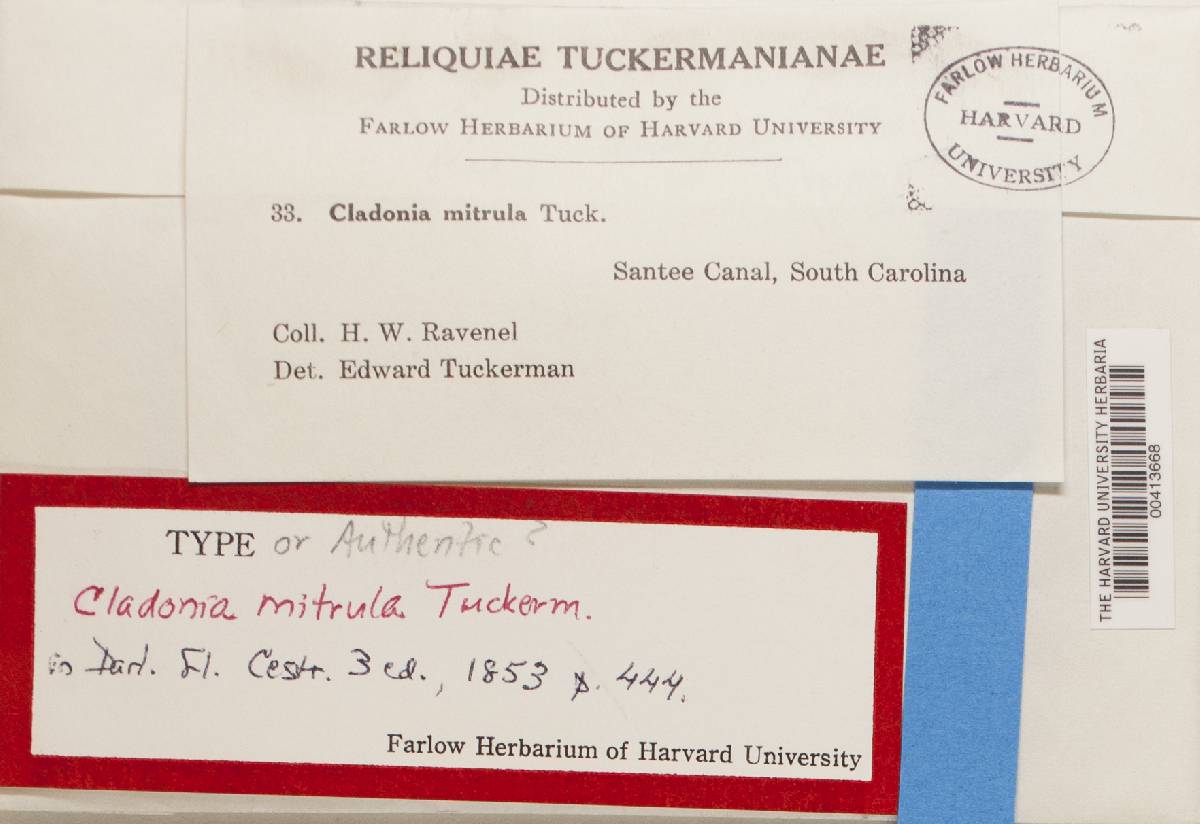 RELIQUIAE TUCKERMANIANAE
Distributed by the
FARLOW HERBARIUM OF HARVARD UNIVERSITY
FARLOW HERBARIUM
HARVARD
UNIVERSITY
33. Cladonia mitrula Tuck.
Santee Canal, South Carolina
Coll. H. W. Ravenel
Det. Edward Tuckerman
THE HARVARD UNIVERSITY HERBARIA
00413668
TYPE or Authentic?
Cladonia mitrula Tuckerm.
in Darl. Fl. Cestr. 3 ed., 1853 p. 444.
Farlow Herbarium of Harvard University